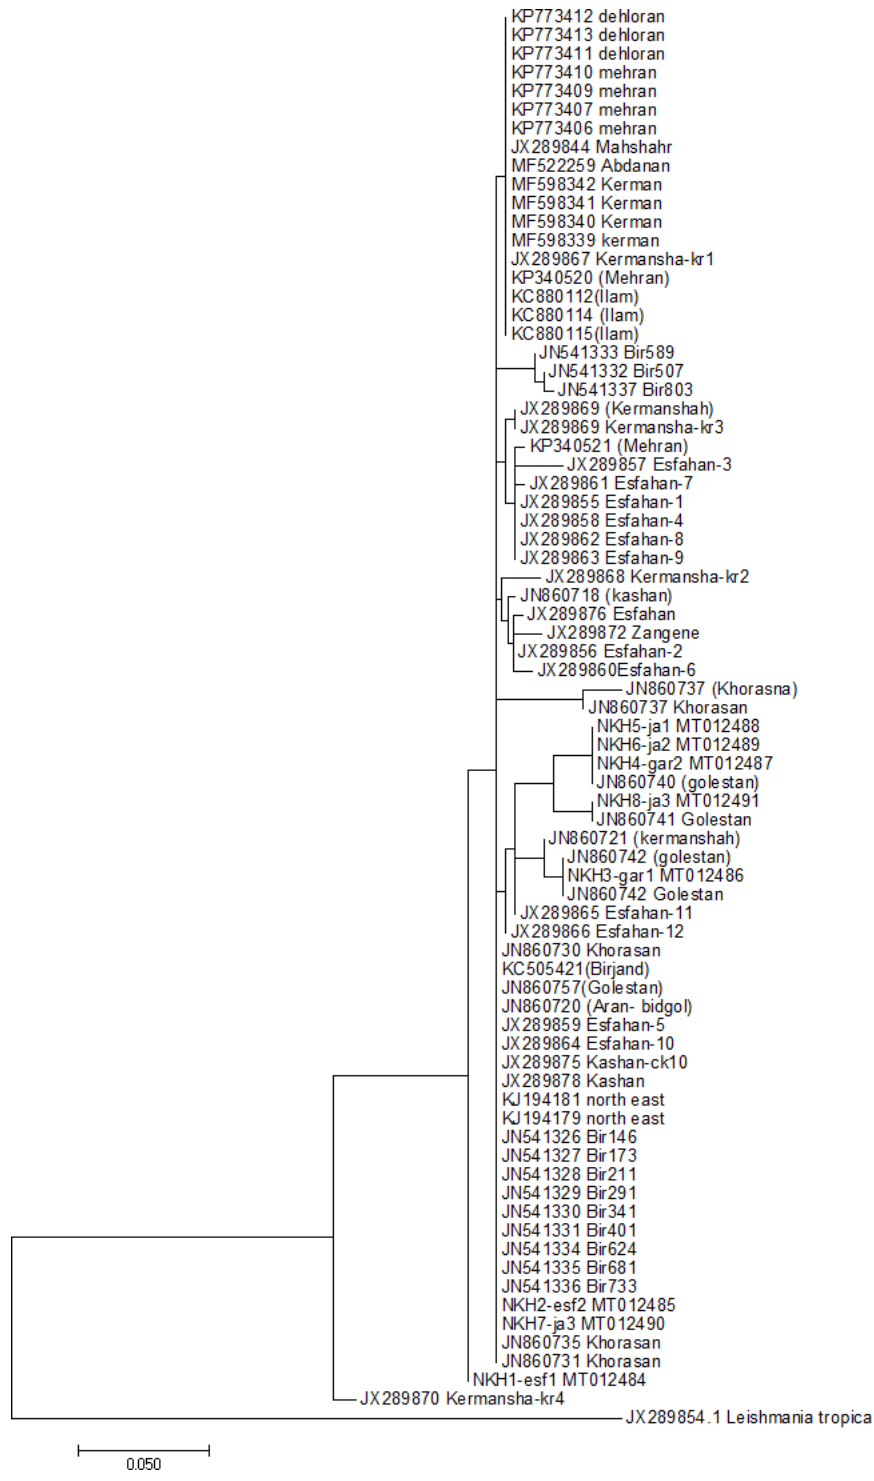 KP773412 dehloran
KP773413 dehloran
KP773411 dehloran
KP773410 mehran
KP773409 mehran
KP773407 mehran
KP773406 mehran
JX289844 Mahshahr
MF522259 Abdanan
MF598342 Kerman
MF598341 Kerman
MF598340 Kerman
MF598339 kerman
JX289867 Kermansha-kr1
KP340520 (Mehran)
KC880112(Ilam)
KC880114 (Ilam)
KC880115(Ilam)
JN541333 Bir589
JN541332 Bir507
JN541337 Bir803
JX289869 (Kermanshah)
JX289869 Kermansha-kr3
KP340521 (Mehran)
JX289857 Esfahan-3
JX289861 Esfahan-7
JX289855 Esfahan-1
JX289858 Esfahan-4
JX289862 Esfahan-8
JX289863 Esfahan-9
JX289868 Kermansha-kr2
JN860718 (kashan)
JX289876 Esfahan
JX289872 Zangene
JX289856 Esfahan-2
JX289860Esfahan-6
JN860737 (Khorasna)
JN860737 Khorasan
NKH5-ja1 MT012488
NKH6-ja2 MT012489
NKH4-gar2 MT012487
JN860740 (golestan)
NKH8-ja3 MT012491
JN860741 Golestan
JN860721 (kermanshah)
JN860742 (golestan)
NKH3-gar1 MT012486
JN860742 Golestan
JX289865 Esfahan-11
JX289866 Esfahan-12
JN860730 Khorasan
KC505421(Birjand)
JN860757(Golestan)
JN860720 (Aran- bidgol)
JX289859 Esfahan-5
JX289864 Esfahan-10
JX289875 Kashan-ck10
JX289878 Kashan
KJ194181 north east
KJ194179 north east
JN541326 Bir146
JN541327 Bir173
JN541328 Bir211
JN541329 Bir291
JN541330 Bir341
JN541331 Bir401
JN541334 Bir624
JN541335 Bir681
JN541336 Bir733
NKH2-esf2 MT012485
NKH7-ja3 MT012490
JN860735 Khorasan
JN860731 Khorasan
NKH1-esf1 MT012484
JX289870 Kermansha-kr4
JX289854.1 Leishmania tropica
0.050